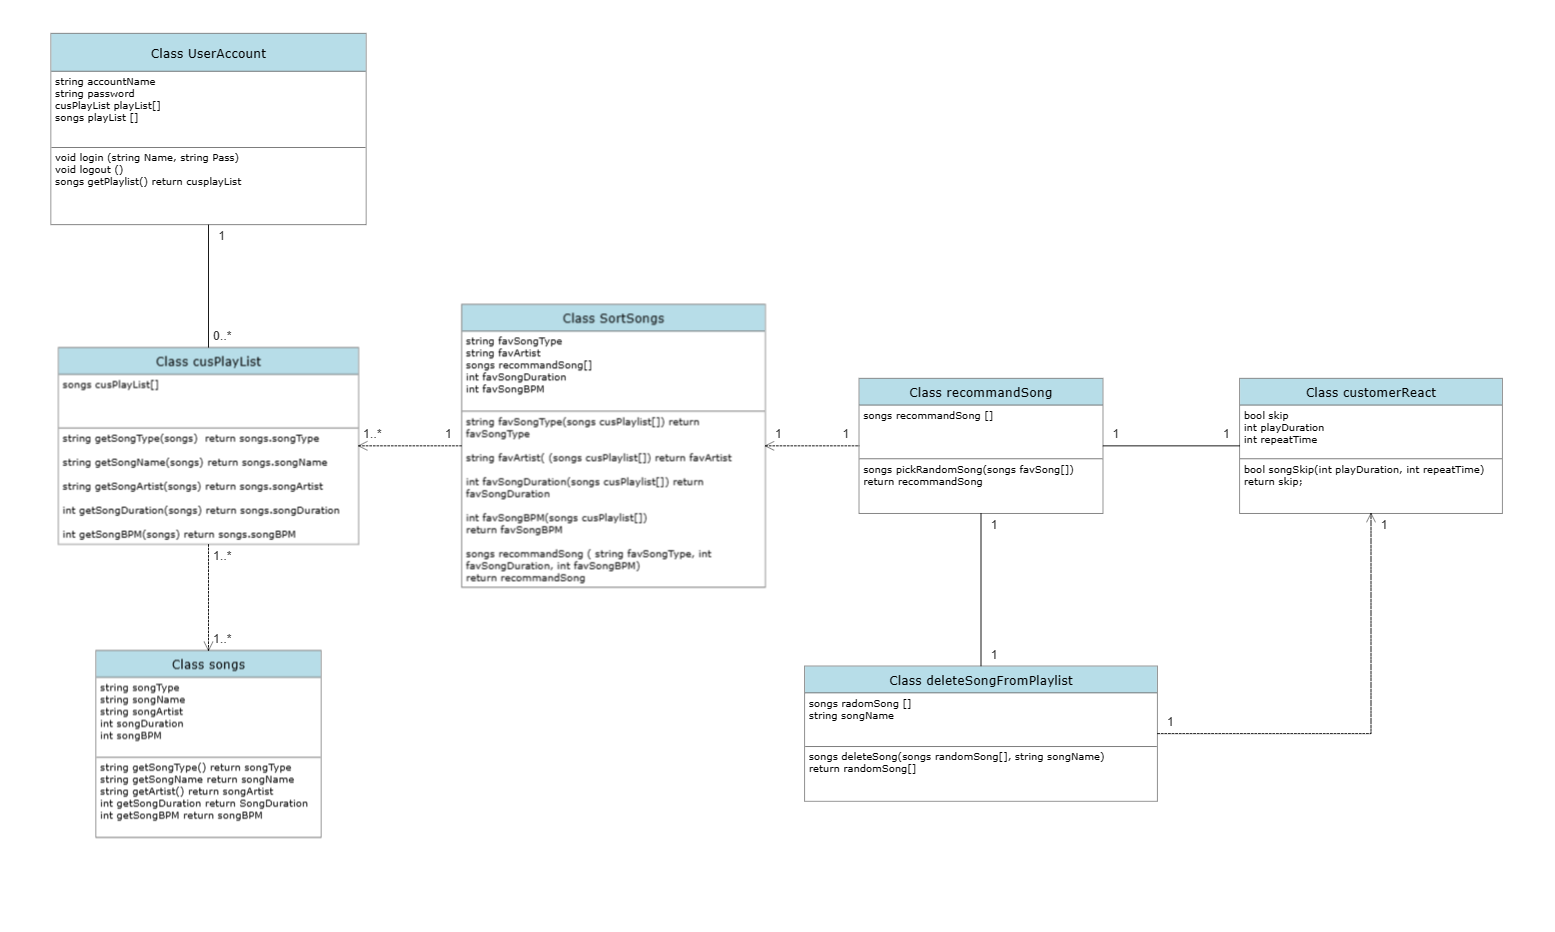 Class UserAccount
string accountName
string password
cusPlayList playList[]
songs playList []
void login (string Name, string Pass)
void logout ()
songs getPlaylist() return cusplayList
1
0..*
Class cusPlayList
songs cusPlayList[]
string getSongType(songs)  return songs.songType
string getSongName(songs) return songs.songName
string getSongArtist(songs) return songs.songArtist
int getSongDuration(songs) return songs.songDuration
int getSongBPM(songs) return songs.songBPM
1..*
1
Class SortSongs
string favSongType
string favArtist
songs recommandSong[]
int favSongDuration
int favSongBPM
string favSongType(songs cusPlaylist[]) return
favSongType
string favArtist( (songs cusPlaylist[]) return favArtist
int favSongDuration(songs cusPlaylist[]) return
favSongDuration
int favSongBPM(songs cusPlaylist[])
return favSongBPM
songs recommandSong ( string favSongType, int
favSongDuration, int favSongBPM)
return recommandSong
1
1
Class recommandSong
songs recommandSong []
songs pickRandomSong(songs favSong[])
return recommandSong
1
1
Class customerReact
bool skip
int playDuration
int repeatTime
bool songSkip(int playDuration, int repeatTime)
return skip;
1
1
1..*
1..*
Class songs
string songType
string songName
string songArtist
int songDuration
int songBPM
string getSongType() return songType
string getSongName return songName
string getArtist() return songArtist
int getSongDuration return SongDuration
int getSongBPM return songBPM
1
Class deleteSongFromPlaylist
songs radomSong []
string songName
songs deleteSong(songs randomSong[], string songName)
return randomSong[]
1